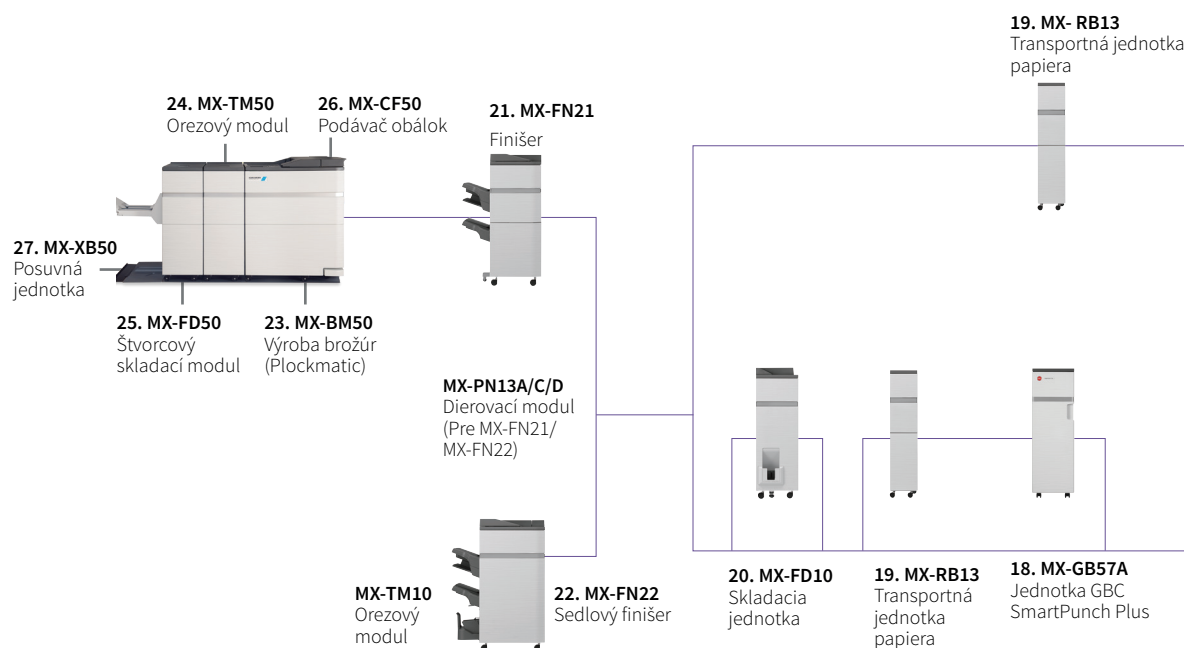 19. MX- RB13
Transportná jednotka
papiera
24. MX-TM50
Orezový modul
26. MX-CF50
Podávač obálok
21. MX-FN21
Finišer
27. MX-XB50
Posuvná
jednotka
25. MX-FD50
Štvorcový
skladací modul
23. MX-BM50
Výroba brožúr
(Plockmatic)
MX-PN13A/C/D
Dierovací modul
(Pre MX-FN21/
MX-FN22)
MX-TM10
Orezový
modul
22. MX-FN22
Sedlový finišer
20. MX-FD10
Skladacia
jednotka
19. MX-RB13
Transportná
jednotka
papiera
18. MX-GB57A
Jednotka GBC
SmartPunch Plus